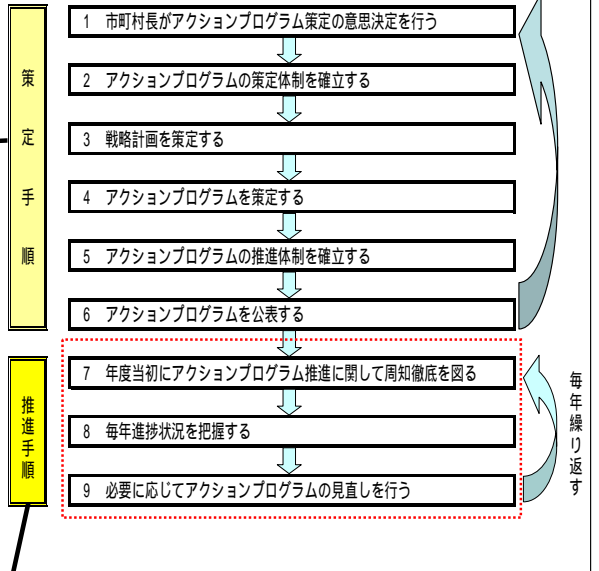 策定手順
1 市町村長がアクションプログラム策定の意思決定を行う
2 アクションプログラムの策定体制を確立する
3 戦略計画を策定する
4 アクションプログラムを策定する
5 アクションプログラムの推進体制を確立する
6 アクションプログラムを公表する
推進手順
7 年度当初にアクションプログラム推進に関して周知徹底を図る
8 毎年進捗状況を把握する
9 必要に応じてアクションプログラムの見直しを行う
毎年繰り返す